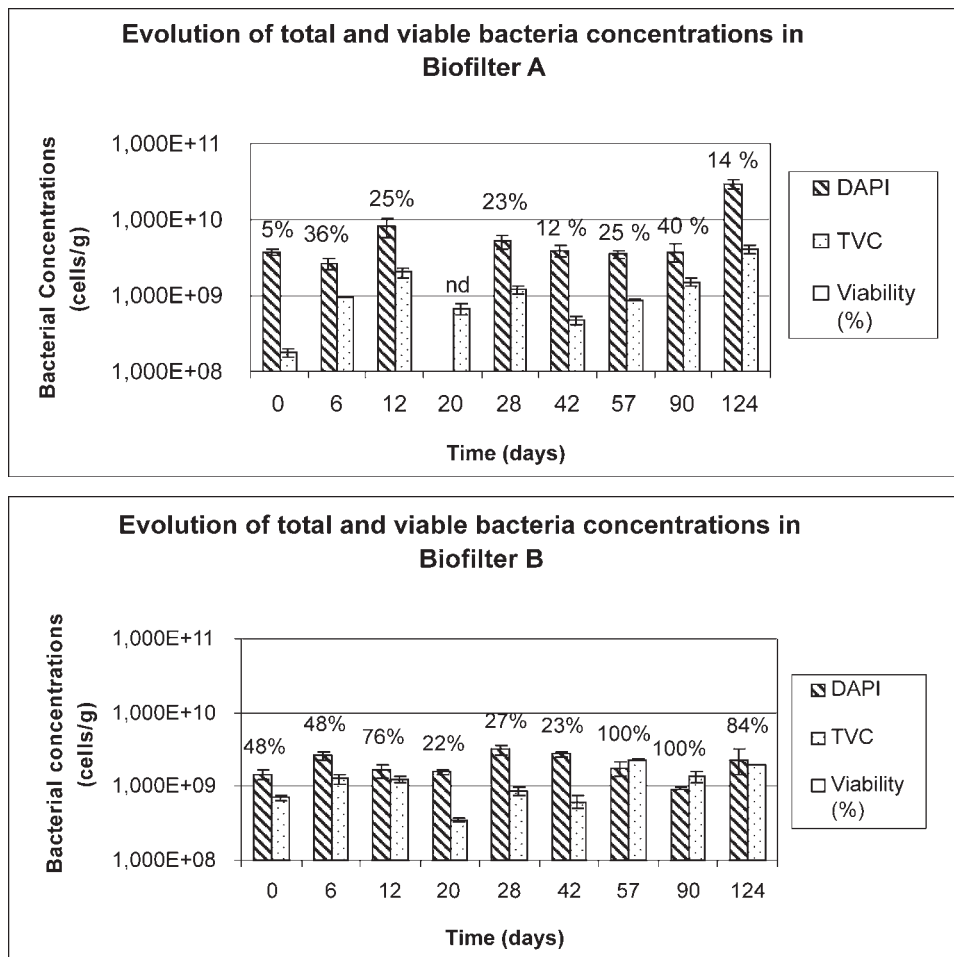 Evolution of total and viable bacteria concentrations in
Biofilter A
Bacterial Concentrations
(cells/g)
1,000E+11
1,000E+10
1,000E+09
1,000E+08
5% 36% 25% nd 23% 12 % 25 % 40 % 14 %
0 6 12 20 28 42 57 90 124
Time (days)
DAPI
TVC
Viability
(%)
Evolution of total and viable bacteria concentrations in
Biofilter B
Bacterial concentrations
(cells/g)
1,000E+11
1,000E+10
1,000E+09
1,000E+08
48% 48% 76% 22% 27% 23% 100% 100% 84%
0 6 12 20 28 42 57 90 124
Time (days)
DAPI
TVC
Viability
(%)